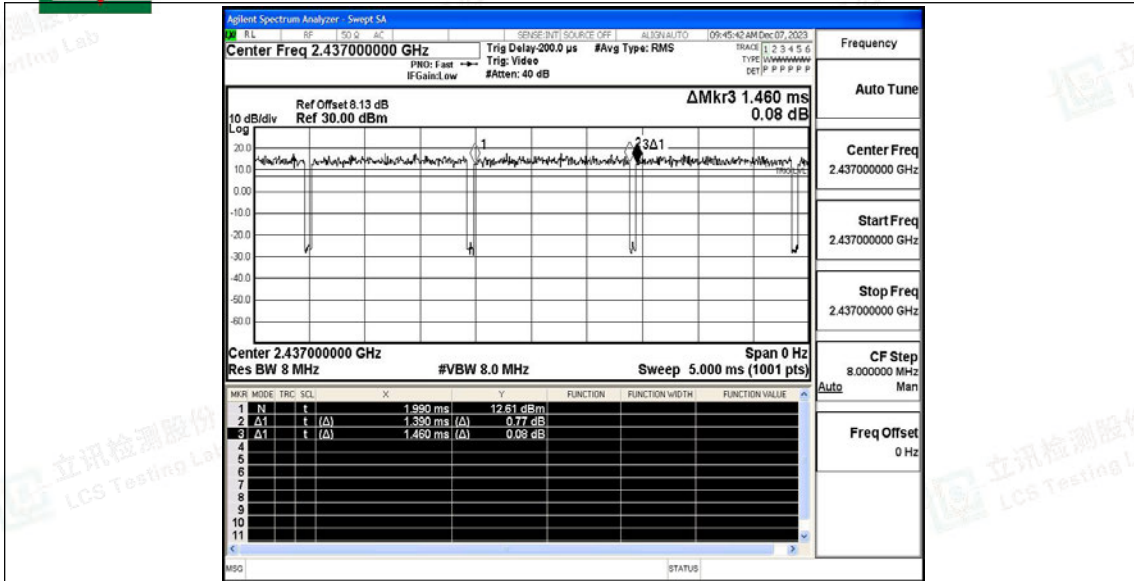 Agilent Spectrum Analyzer - Swept SA
RL RF 50 Ω AC SENSE:INT SOURCE OFF ALIGN AUTO 09:45:42 AM Dec 07, 2023
Center Freq 2.437000000 GHz
PNO: Fast
IFGain:Low
Trig Delay-200.0 µs #Avg Type: RMS
Trig: Video
#Atten: 40 dB
TRACE 1 2 3 4 5 6
TYPE WWWWWW
DET P P P P P P
Frequency
Auto Tune
Center Freq
2.437000000 GHz
Start Freq
2.437000000 GHz
Stop Freq
2.437000000 GHz
CF Step
8.000000 MHz
Auto Man
Freq Offset
0 Hz
ΔMkr3 1.460 ms
0.08 dB
Ref Offset 8.13 dB
10 dB/div Ref 30.00 dBm
Log
20.0
10.0
0.00
-10.0
-20.0
-30.0
-40.0
-50.0
-60.0
1
2
3Δ1
TRIG LVL
Center 2.437000000 GHz Span 0 Hz
Res BW 8 MHz #VBW 8.0 MHz Sweep 5.000 ms (1001 pts)
MKR MODE TRC SCL X Y FUNCTION FUNCTION WIDTH FUNCTION VALUE
1 N t 1.990 ms 12.61 dBm
2 Δ1 t (Δ) 1.390 ms (Δ) 0.77 dB
3 Δ1 t (Δ) 1.460 ms (Δ) 0.08 dB
4
5
6
7
8
9
10
11
MSG STATUS
立讯检测股份
LCS Testing Lab
立讯检测股份
LCS Testing L